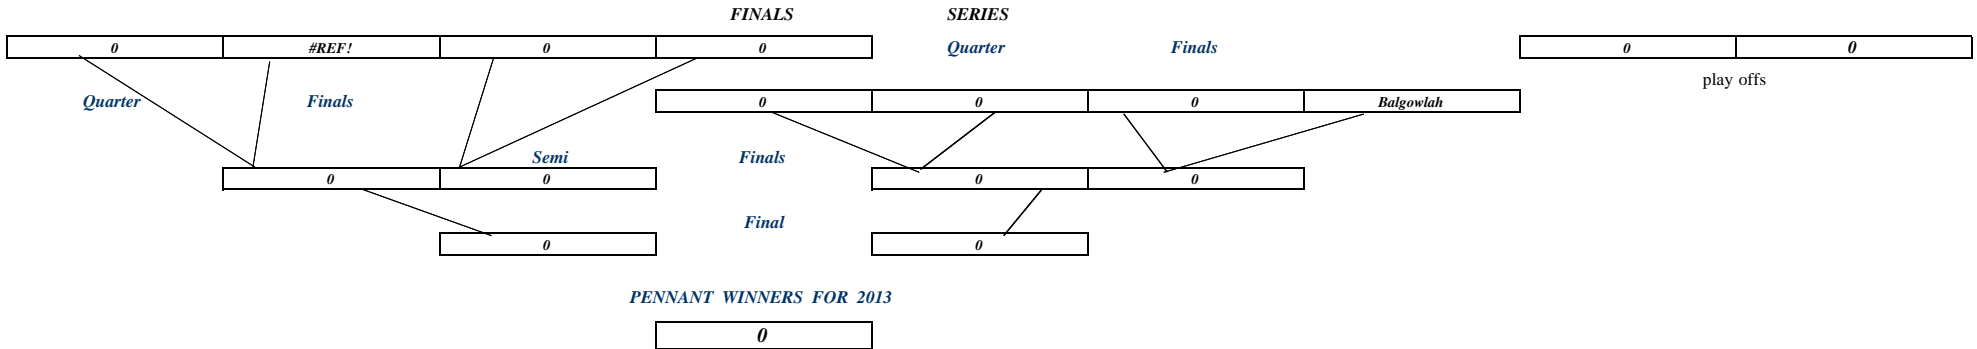 FINALS SERIES
0 #REF! 0 0 Quarter Finals 0 0
play offs
Quarter Finals 0 0 0 Balgowlah
Semi Finals
0 0 0 0
Final
0 0
PENNANT WINNERS FOR 2013
0